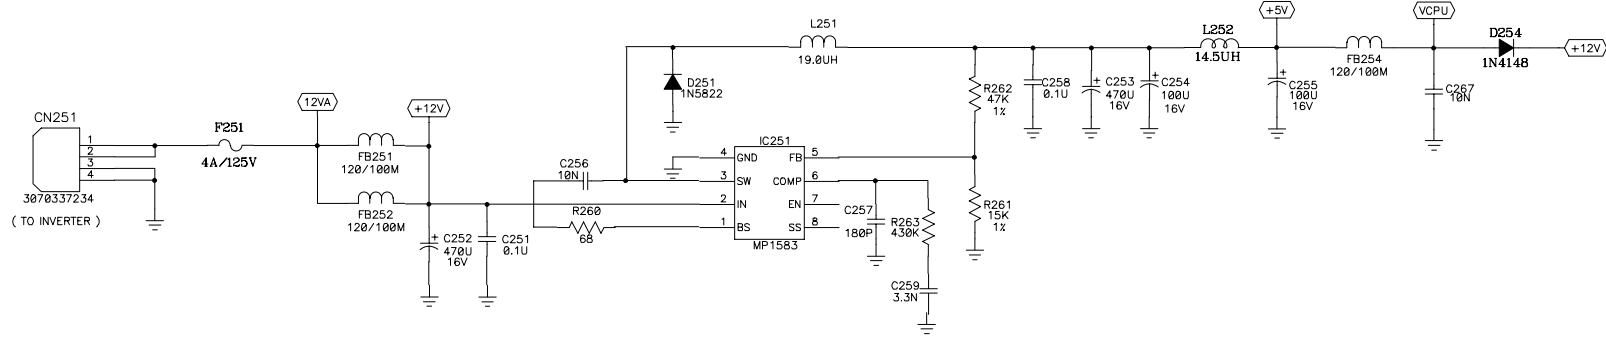 CN251
1
2
3
4
3070337234
( TO INVERTER )
F251
4A/125V
12VA
+12V
FB251
120/100M
FB252
120/100M
+
C252
470U
16V
C251
0.1U
C256
10N
R260
68
D251
1N5822
L251
19.0UH
IC251
4 GND FB 5
3 SW COMP 6
2 IN EN 7
1 BS SS 8
MP1583
C257
180P
R263
430K
C259
3.3N
R262
47K
1%
R261
15K
1%
C258
0.1U
+
C253
470U
16V
+
C254
100U
16V
L252
14.5UH
+5V
+
C255
100U
16V
FB254
120/100M
VCPU
C267
10N
D254
1N4148
+12V